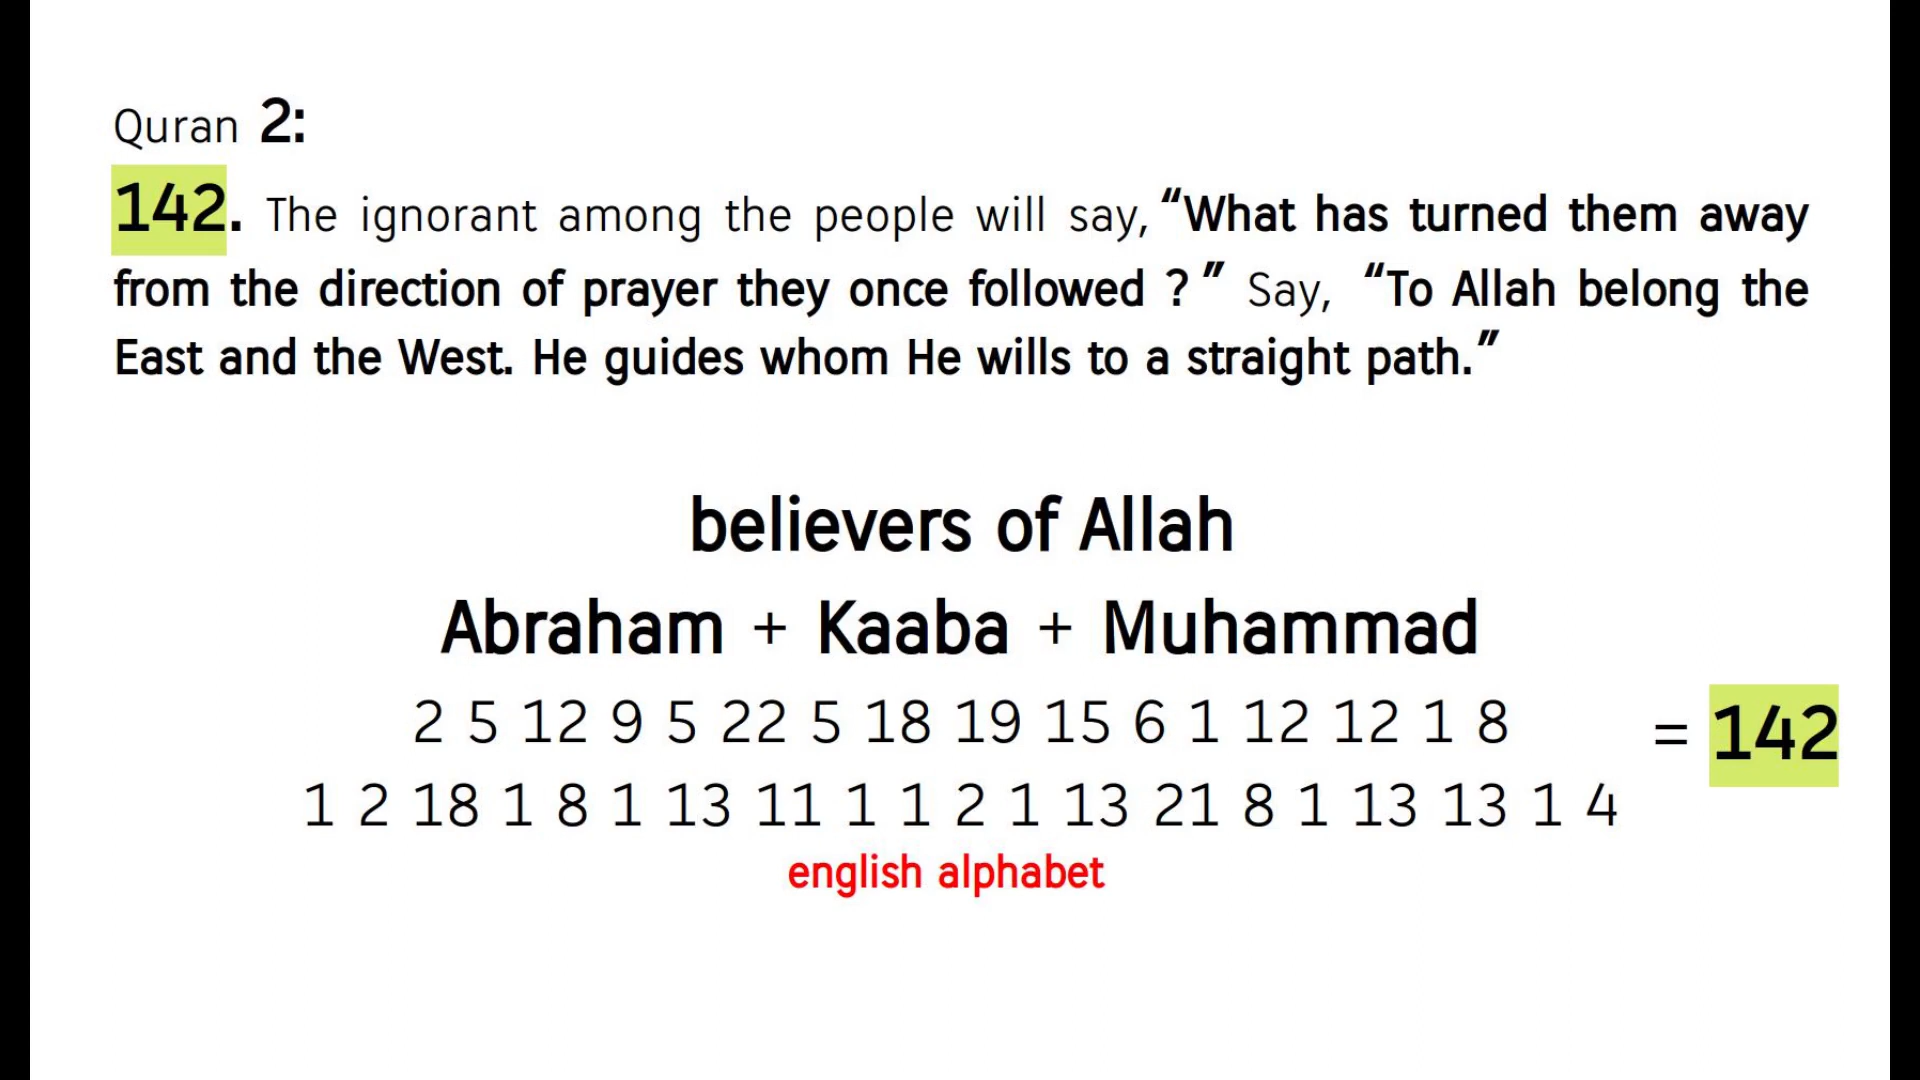 Quran 2:
142. The ignorant among the people will say, “What has turned them away
from the direction of prayer they once followed ?” Say, “To Allah belong the
East and the West. He guides whom He wills to a straight path.”
believers of Allah
Abraham + Kaaba + Muhammad
2 5 12 9 5 22 5 18 19 15 6 1 12 12 1 8
= 142
1 2 18 1 8 1 13 11 1 1 2 1 13 21 8 1 13 13 1 4
english alphabet